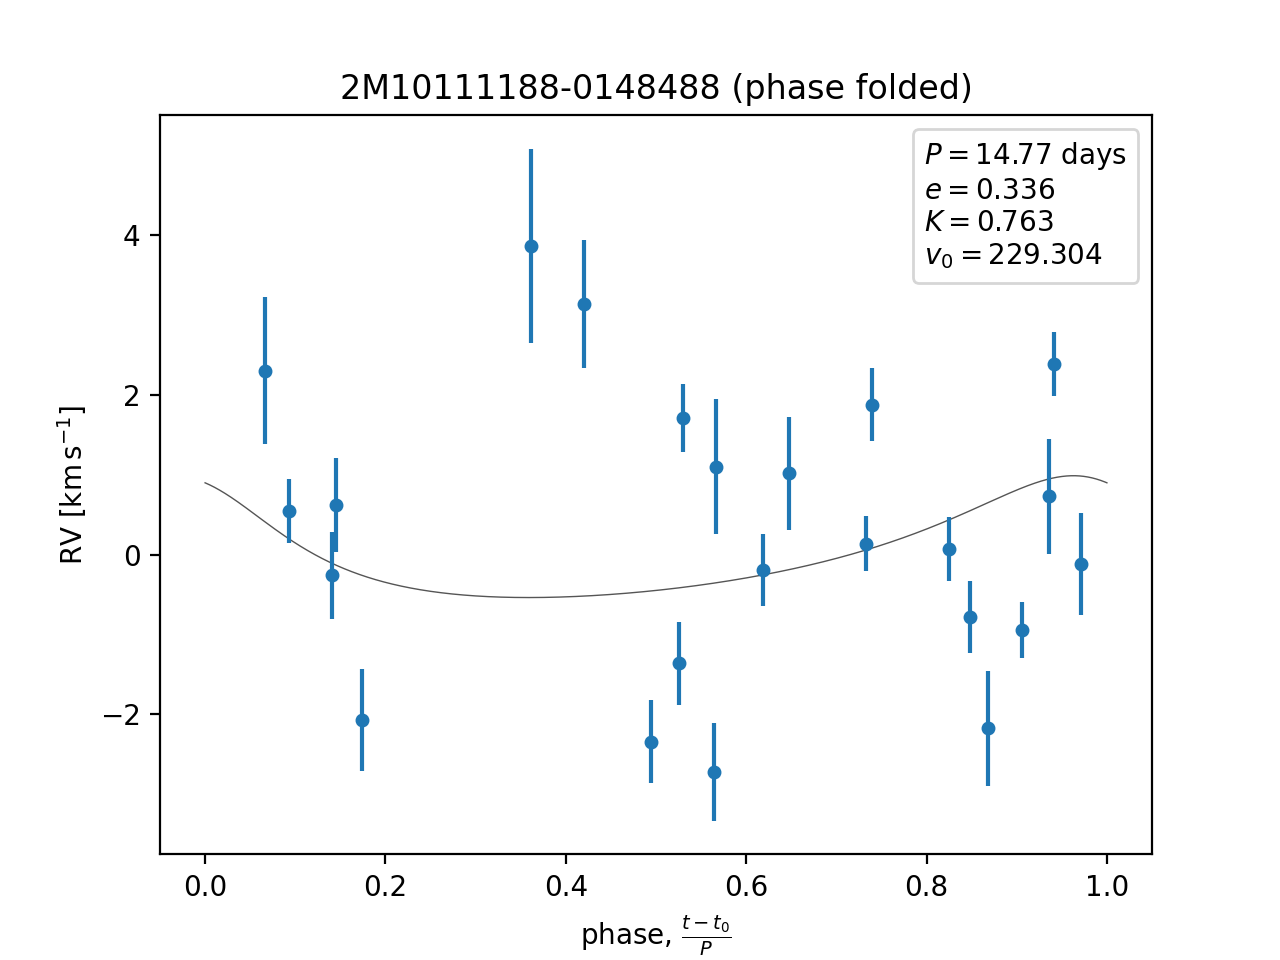 2M10111188-0148488 (phase folded)
P = 14.77 days
e = 0.336
K = 0.763
v₀ = 229.304
RV [km s⁻¹]
4
2
0
−2
0.0 0.2 0.4 0.6 0.8 1.0
phase, (t − t₀)/P